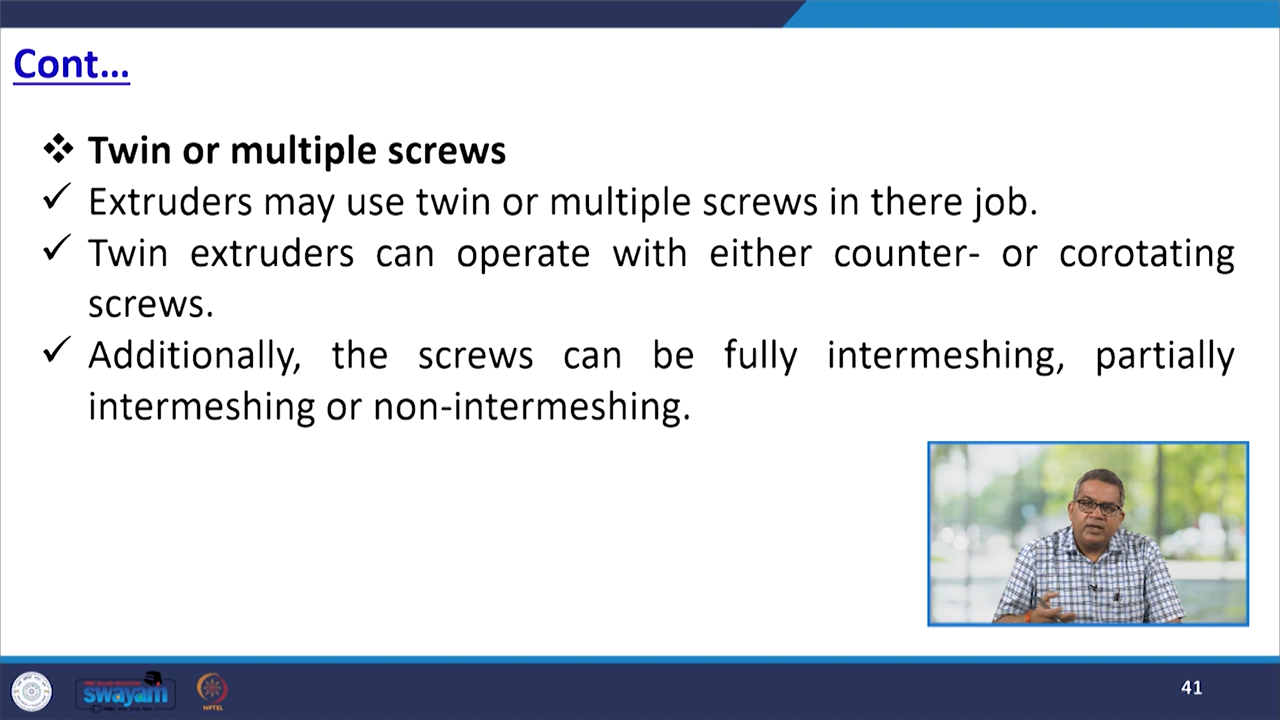 Cont...
❖ Twin or multiple screws
✓ Extruders may use twin or multiple screws in there job.
✓ Twin extruders can operate with either counter- or corotating
screws.
✓ Additionally, the screws can be fully intermeshing, partially
intermeshing or non-intermeshing.
swayam
NPTEL
41